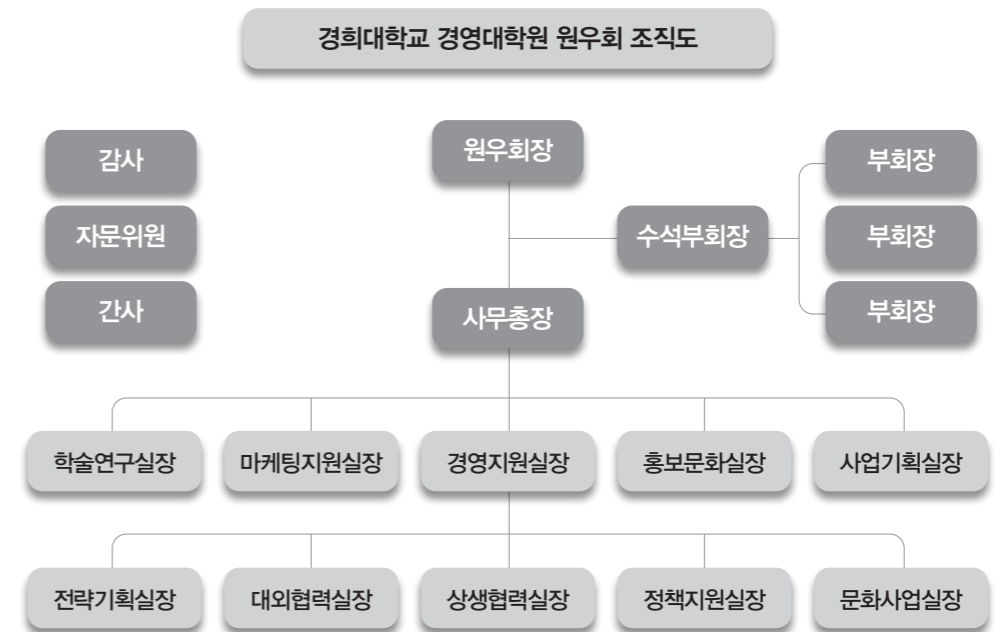 경희대학교 경영대학원 원우회 조직도
감사
원우회장
부회장
자문위원
수석부회장
부회장
간사
사무총장
부회장
학술연구실장
마케팅지원실장
경영지원실장
홍보문화실장
사업기획실장
전략기획실장
대외협력실장
상생협력실장
정책지원실장
문화사업실장